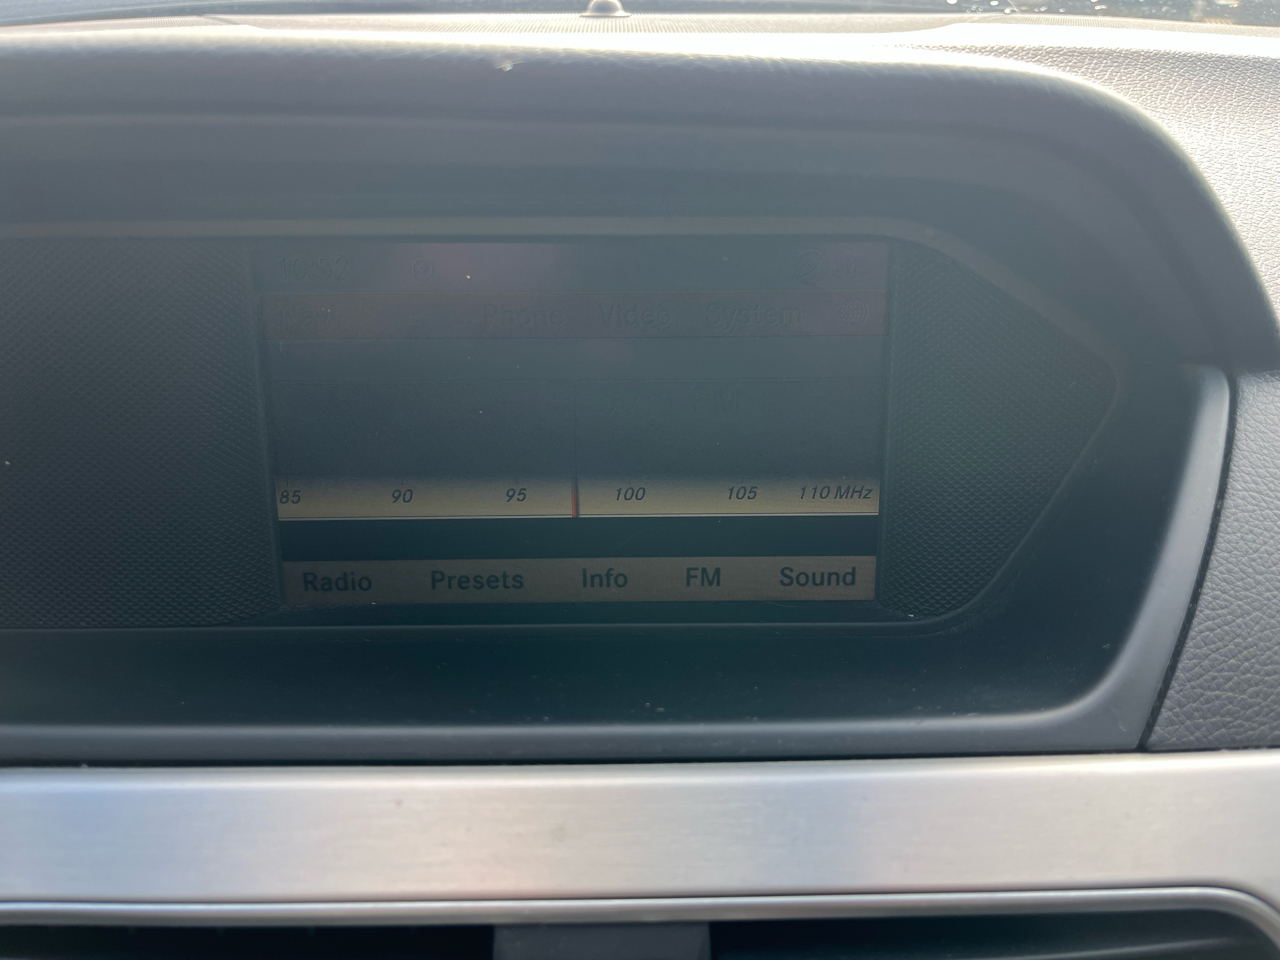 Phone Video System
85 90 95 100 105 110 MHz
Radio Presets Info FM Sound